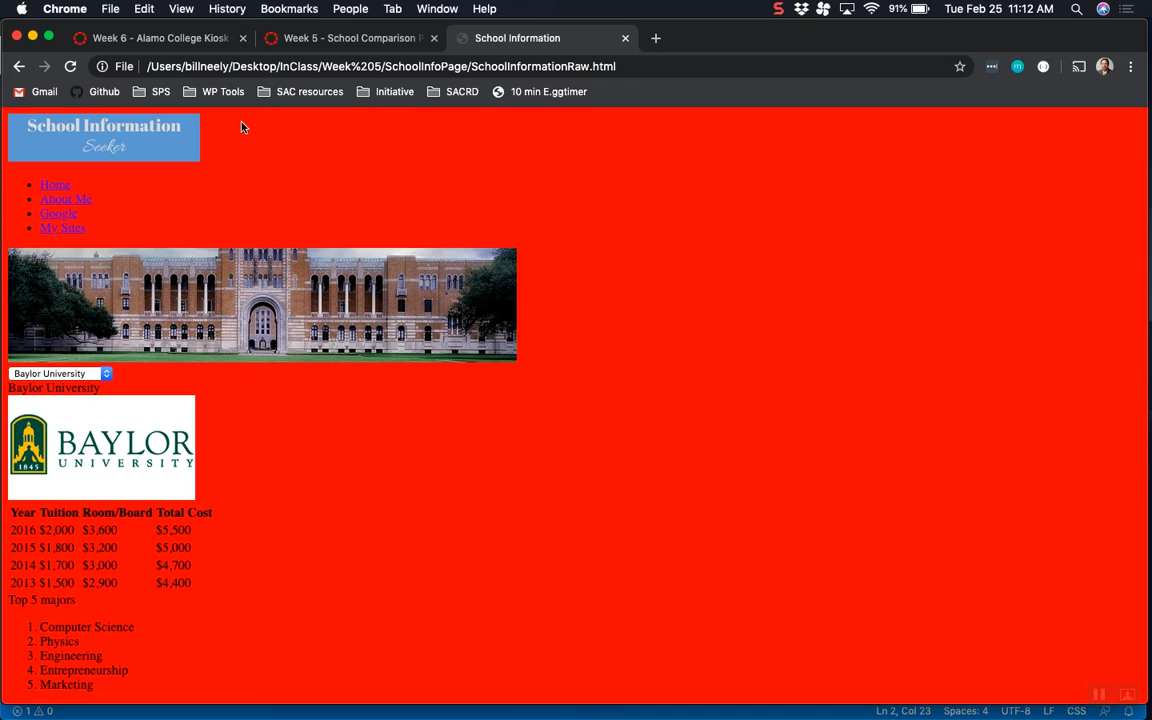 Chrome File Edit View History Bookmarks People Tab Window Help 91% Tue Feb 25 11:12 AM
Week 6 - Alamo College Kiosk Week 5 - School Comparison P School Information
File /Users/billneely/Desktop/InClass/Week%205/SchoolInfoPage/SchoolInformationRaw.html
Gmail Github SPS WP Tools SAC resources Initiative SACRD 10 min E.ggtimer
School Information
Seeker
Home
About Me
Google
My Sites
Baylor University
Baylor University
BAYLOR
UNIVERSITY
1845
Year Tuition Room/Board Total Cost
2016 $2,000 $3,600 $5,500
2015 $1,800 $3,200 $5,000
2014 $1,700 $3,000 $4,700
2013 $1,500 $2,900 $4,400
Top 5 majors
1. Computer Science
2. Physics
3. Engineering
4. Entrepreneurship
5. Marketing
1 0 Ln 2, Col 23 Spaces: 4 UTF-8 LF CSS